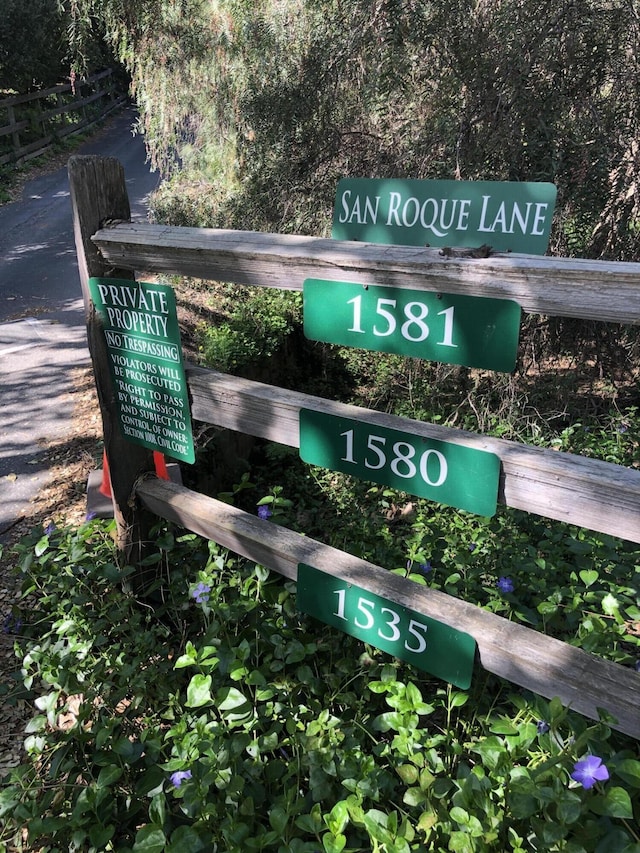 SAN ROQUE LANE
1581
1580
1535
PRIVATE
PROPERTY
NO TRESPASSING
VIOLATORS WILL
BE PROSECUTED
"RIGHT TO PASS
BY PERMISSION,
AND SUBJECT TO
CONTROL, OF OWNER:
SECTION 1008, CIVIL CODE"